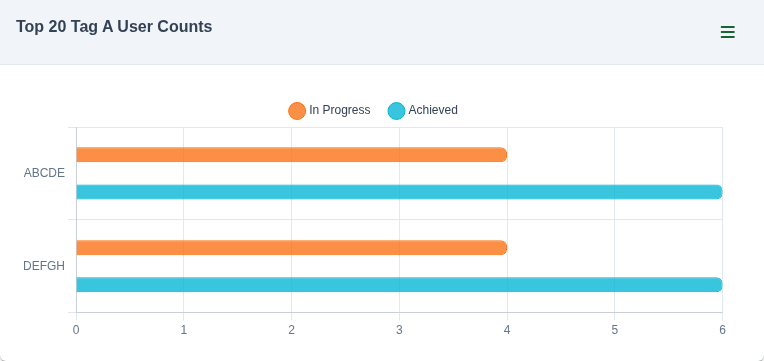 Top 20 Tag A User Counts
In Progress Achieved
ABCDE
DEFGH
0 1 2 3 4 5 6